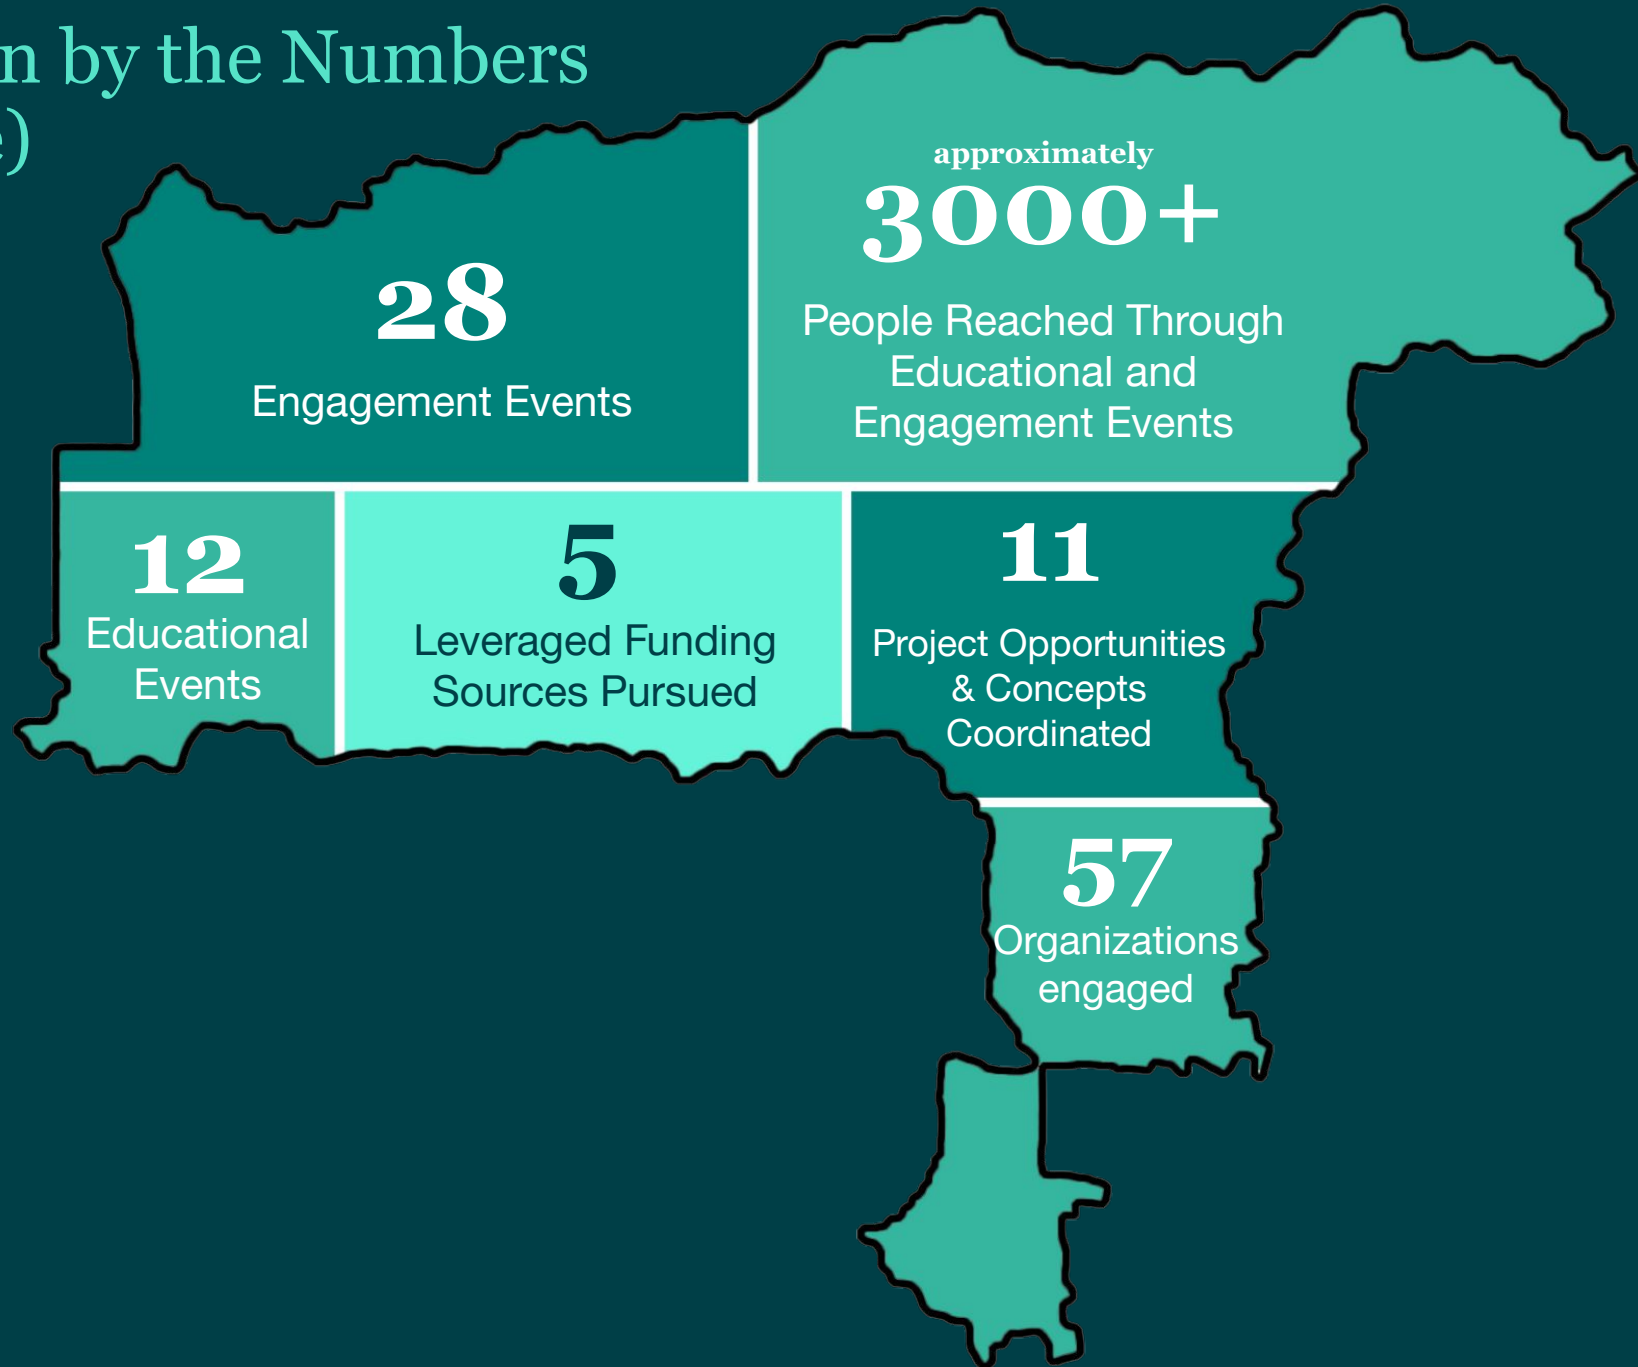 n by the Numbers
e)
28
Engagement Events
approximately
3000+
People Reached Through
Educational and
Engagement Events
12
Educational
Events
5
Leveraged Funding
Sources Pursued
11
Project Opportunities
& Concepts
Coordinated
57
Organizations
engaged